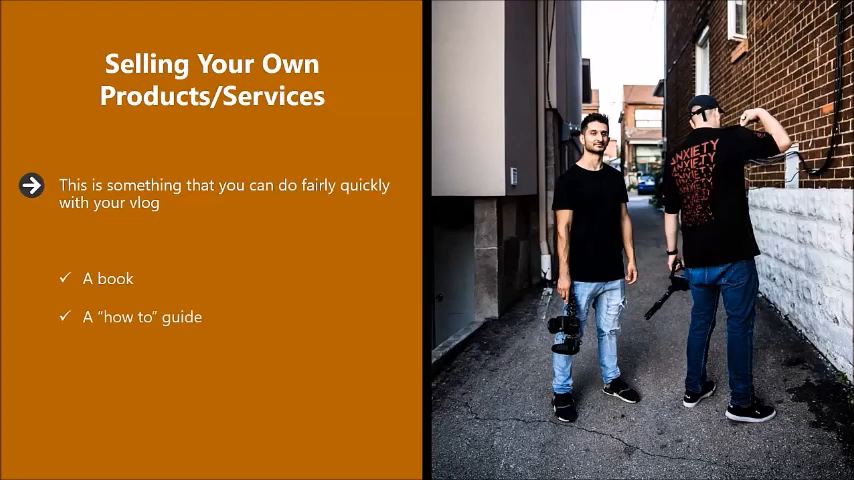 Selling Your Own
Products/Services
This is something that you can do fairly quickly
with your vlog
✓ A book
✓ A “how to” guide
ANXIETY
ANXIETY
ANXIETY
ANXIETY